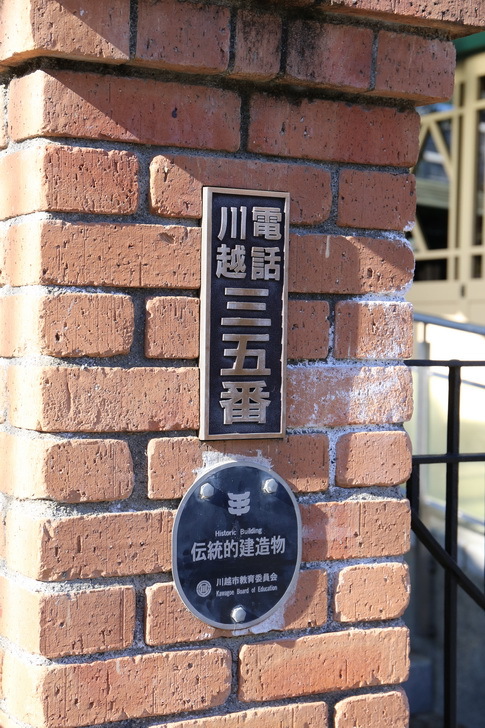 電話
川越
三五番
Historic Building
伝統的建造物
川越市教育委員会
Kawagoe Board of Education